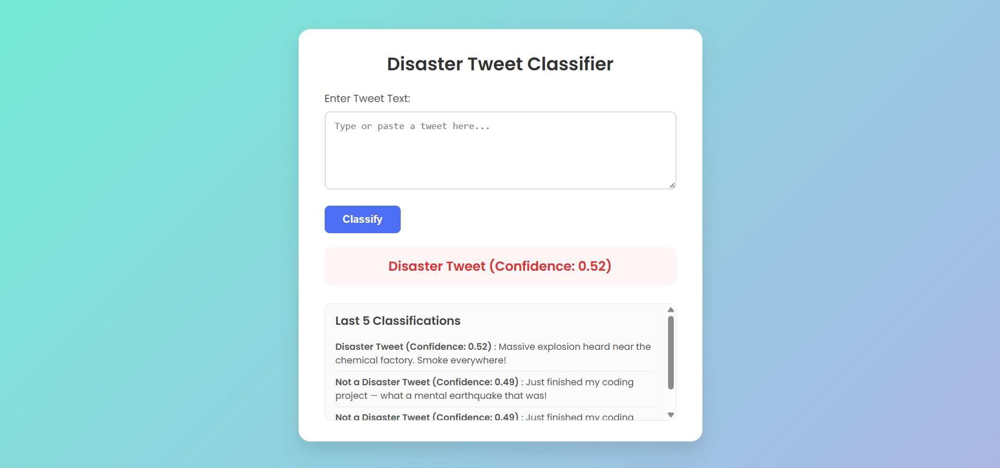 Disaster Tweet Classifier
Enter Tweet Text:
Type or paste a tweet here...
Classify
Disaster Tweet (Confidence: 0.52)
Last 5 Classifications
Disaster Tweet (Confidence: 0.52) : Massive explosion heard near the
chemical factory. Smoke everywhere!
Not a Disaster Tweet (Confidence: 0.49) : Just finished my coding
project — what a mental earthquake that was!
Not a Disaster Tweet (Confidence: 0.49) : Just finished my coding